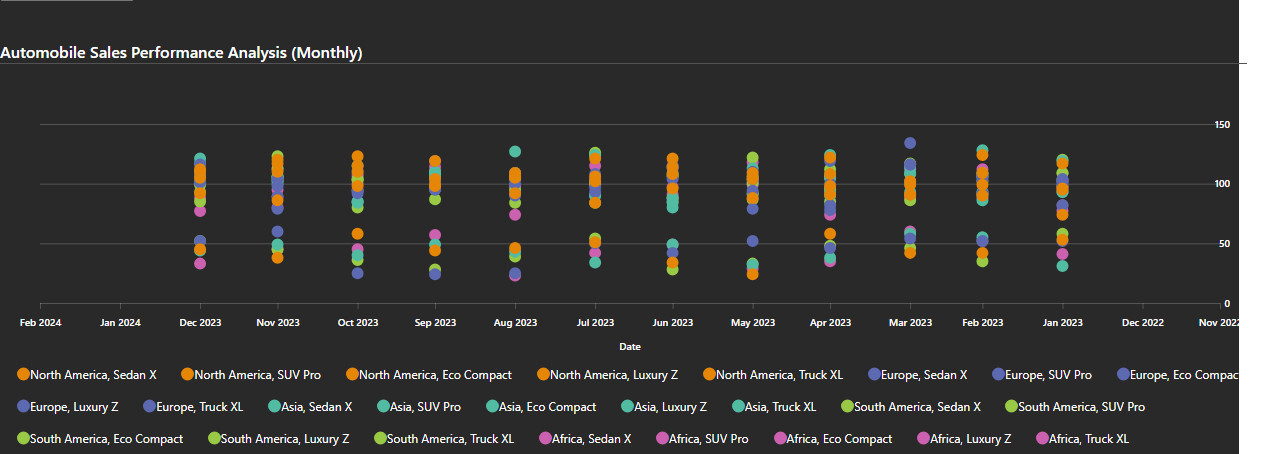 Automobile Sales Performance Analysis (Monthly)
150
100
50
0
Feb 2024 Jan 2024 Dec 2023 Nov 2023 Oct 2023 Sep 2023 Aug 2023 Jul 2023 Jun 2023 May 2023 Apr 2023 Mar 2023 Feb 2023 Jan 2023 Dec 2022 Nov 2022
Date
North America, Sedan X North America, SUV Pro North America, Eco Compact North America, Luxury Z North America, Truck XL Europe, Sedan X Europe, SUV Pro Europe, Eco Compac
Europe, Luxury Z Europe, Truck XL Asia, Sedan X Asia, SUV Pro Asia, Eco Compact Asia, Luxury Z Asia, Truck XL South America, Sedan X South America, SUV Pro
South America, Eco Compact South America, Luxury Z South America, Truck XL Africa, Sedan X Africa, SUV Pro Africa, Eco Compact Africa, Luxury Z Africa, Truck XL